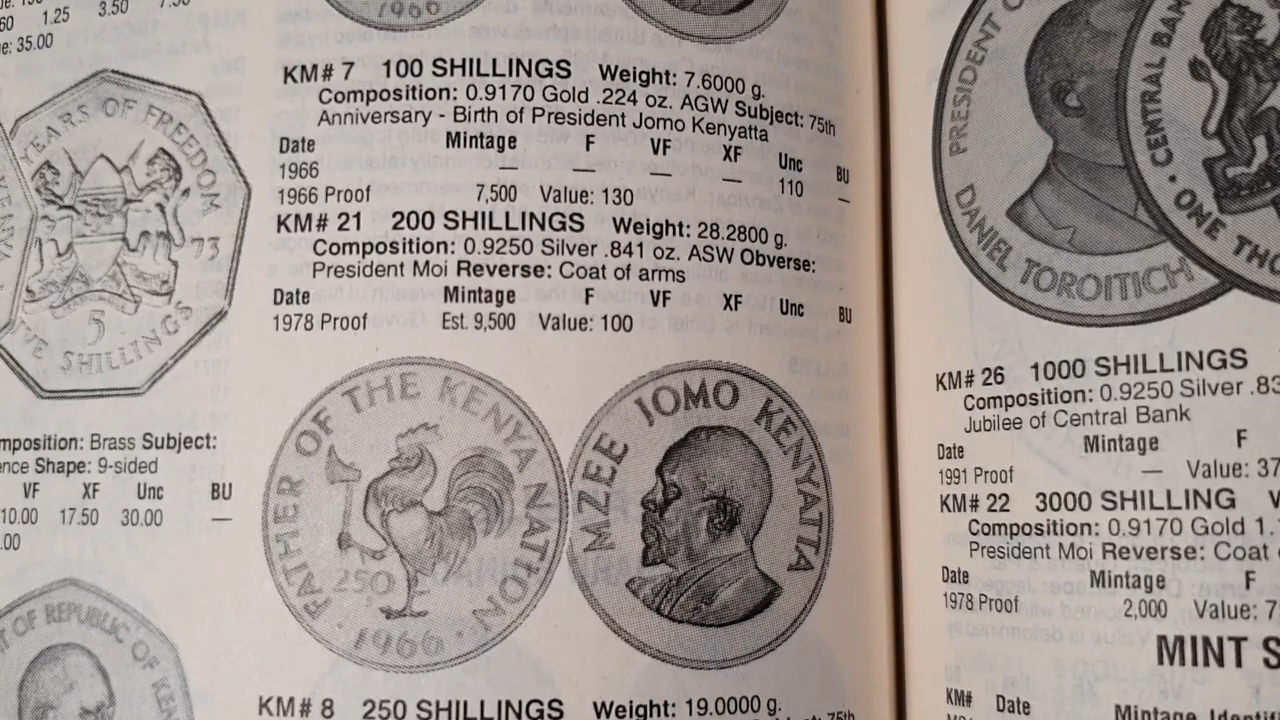 60 1.25 3.50
35.00
YEARS OF FREEDOM
73
5
SHILLINGS
mposition: Brass Subject:
ence Shape: 9-sided
VF XF Unc BU
10.00 17.50 30.00 —
.00
OF REPUBLIC OF KEN
1966
KM# 7 100 SHILLINGS Weight: 7.6000 g.
Composition: 0.9170 Gold .224 oz. AGW Subject: 75th
Anniversary - Birth of President Jomo Kenyatta
Date Mintage F VF XF Unc BU
1966 — — — — 110 —
1966 Proof 7,500 Value: 130
KM# 21 200 SHILLINGS Weight: 28.2800 g.
Composition: 0.9250 Silver .841 oz. ASW Obverse:
President Moi Reverse: Coat of arms
Date Mintage F VF XF Unc BU
1978 Proof Est. 9,500 Value: 100
FATHER OF THE KENYA NATION
250
1966
MZEE JOMO KENYATTA
KM# 8 250 SHILLINGS Weight: 19.0000 g.
75th
PRESIDENT
DANIEL TOROITICH
CENTRAL BAN
ONE THO
KM# 26 1000 SHILLINGS
Composition: 0.9250 Silver .83
Jubilee of Central Bank
Date Mintage F
1991 Proof — Value: 37
KM# 22 3000 SHILLING
Composition: 0.9170 Gold 1.
President Moi Reverse: Coat
Date Mintage F
1978 Proof 2,000 Value: 7
MINT S
KM# Date Mintage